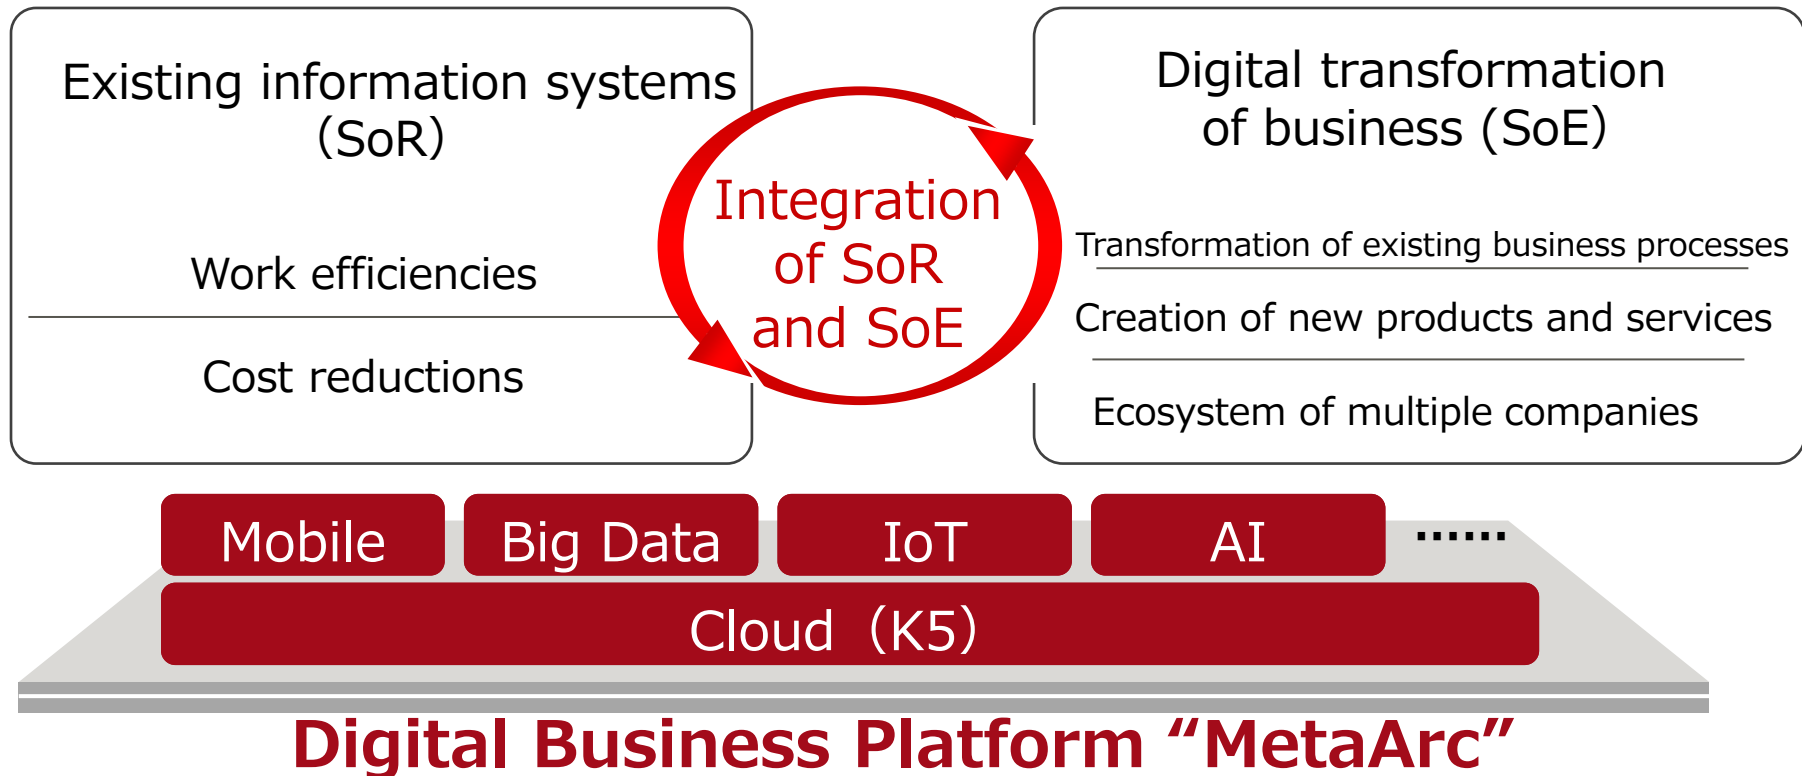 Existing information systems
（SoR）
Work efficiencies
Cost reductions
Integration
of SoR
and SoE
Digital transformation
of business (SoE）
Transformation of existing business processes
Creation of new products and services
Ecosystem of multiple companies
Mobile
Big Data
IoT
AI
……
Cloud（K5）
Digital Business Platform “MetaArc”